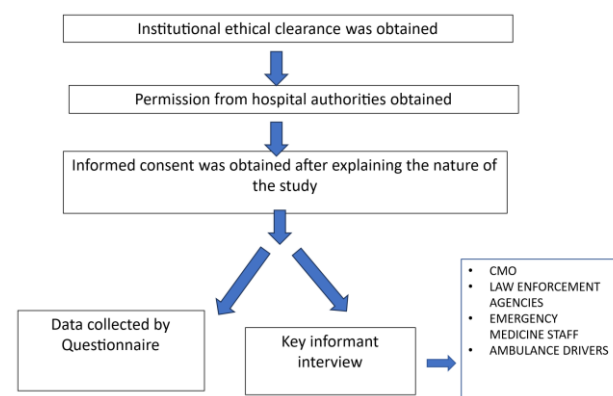 Institutional ethical clearance was obtained
Permission from hospital authorities obtained
Informed consent was obtained after explaining the nature of
the study
Data collected by
Questionnaire
Key informant
interview
• CMO
• LAW ENFORCEMENT
AGENCIES
• EMERGENCY
MEDICINE STAFF
• AMBULANCE DRIVERS